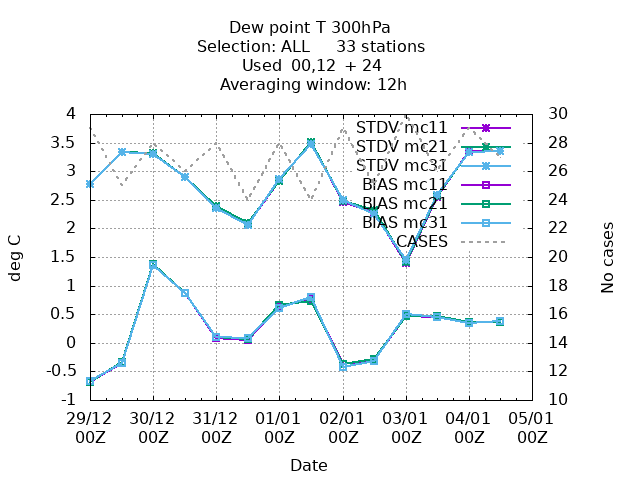 Dew point T 300hPa
Selection: ALL 33 stations
Used 00,12 + 24
Averaging window: 12h
4
3.5
3
2.5
2
1.5
1
0.5
0
-0.5
-1
deg C
30
28
26
24
22
20
18
16
14
12
10
No cases
STDV mc11
STDV mc21
STDV mc31
BIAS mc11
BIAS mc21
BIAS mc31
CASES
29/12 30/12 31/12 01/01 02/01 03/01 04/01 05/01
00Z 00Z 00Z 00Z 00Z 00Z 00Z 00Z
Date